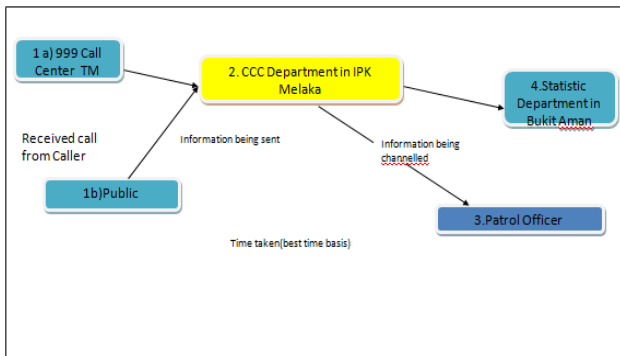 1 a) 999 Call
Center TM
2. CCC Department in IPK
Melaka
4.Statistic
Department in
Bukit Aman
Received call
from Caller
Information being sent
Information being
channelled
1b)Public
3.Patrol Officer
Time taken(best time basis)